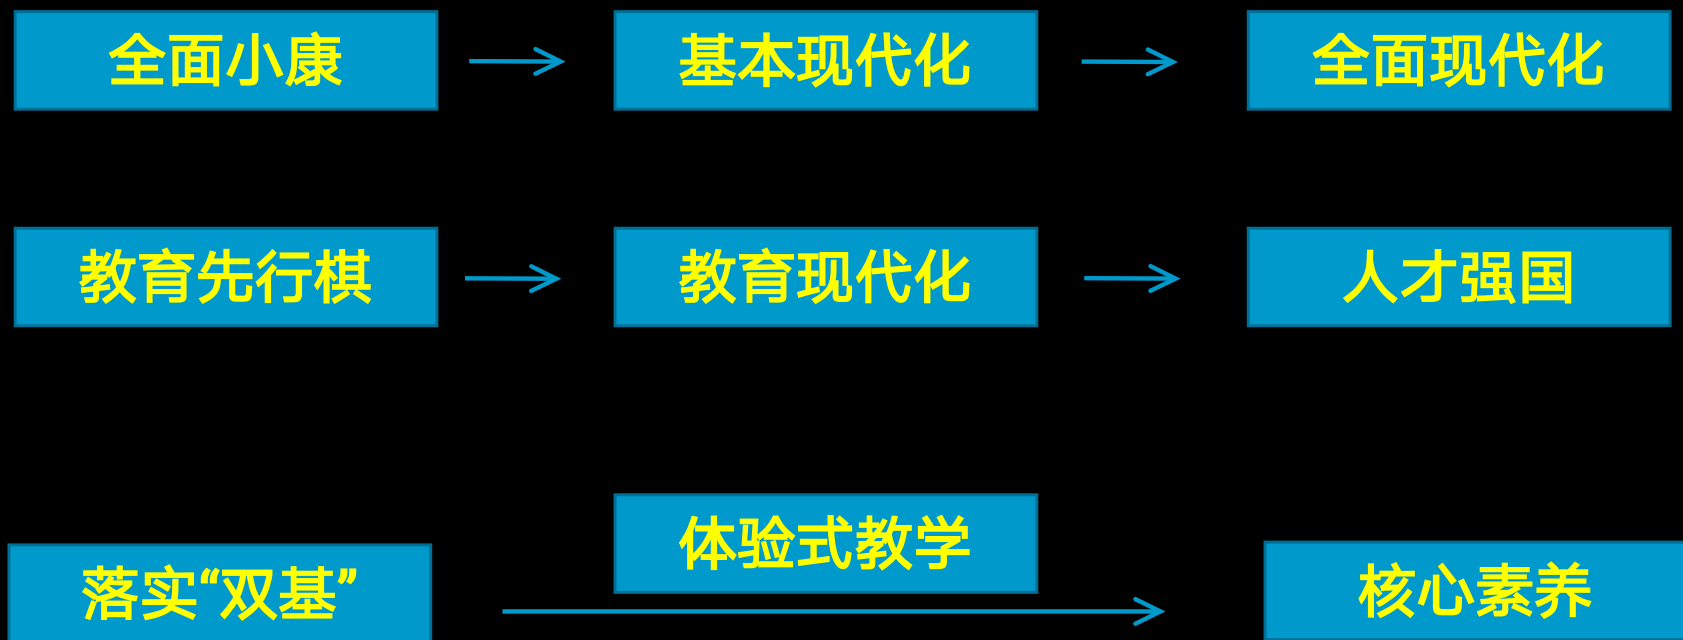 全面小康
基本现代化
全面现代化
教育先行棋
教育现代化
人才强国
体验式教学
落实“双基”
核心素养